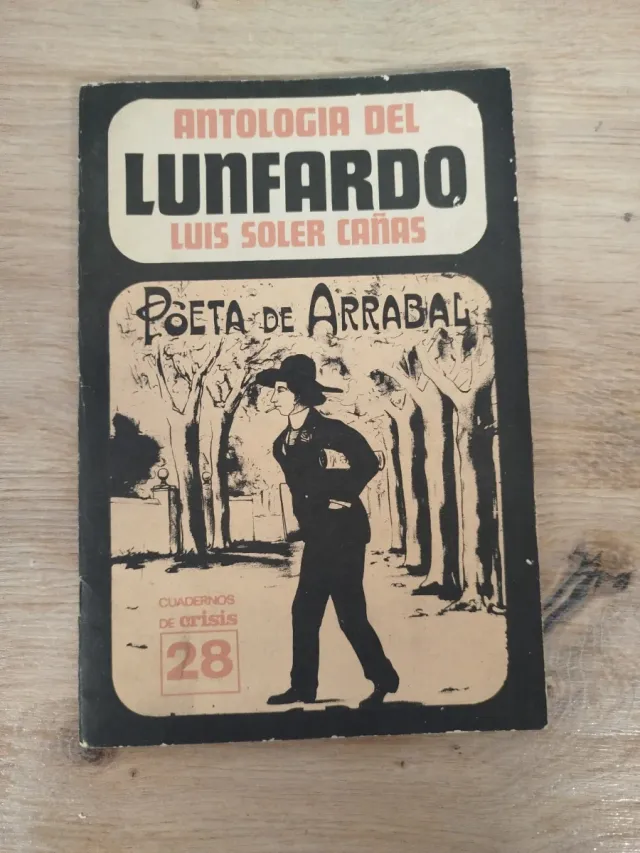 ANTOLOGIA DEL
LUNFARDO
LUIS SOLER CAÑAS
POETA DE ARRABAL
CUADERNOS
DE crisis
28